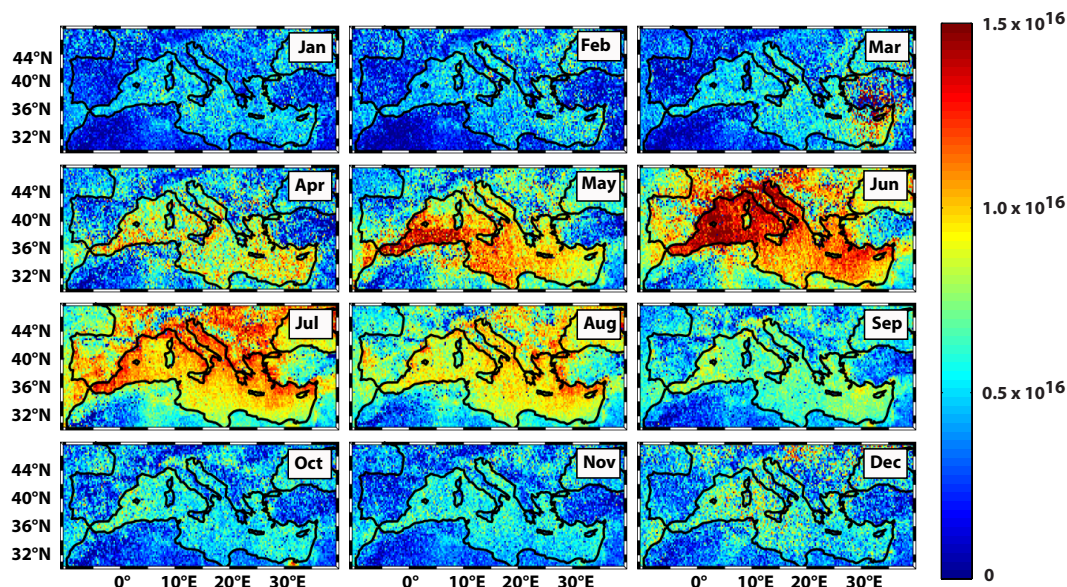 Jan Feb Mar 1.5 x 10^16
44°N
40°N
36°N
32°N
Apr May Jun 1.0 x 10^16
44°N
40°N
36°N
32°N
Jul Aug Sep
44°N
40°N
36°N 0.5 x 10^16
32°N
Oct Nov Dec
44°N
40°N
36°N
32°N
0° 10°E 20°E 30°E 0° 10°E 20°E 30°E 0° 10°E 20°E 30°E 0